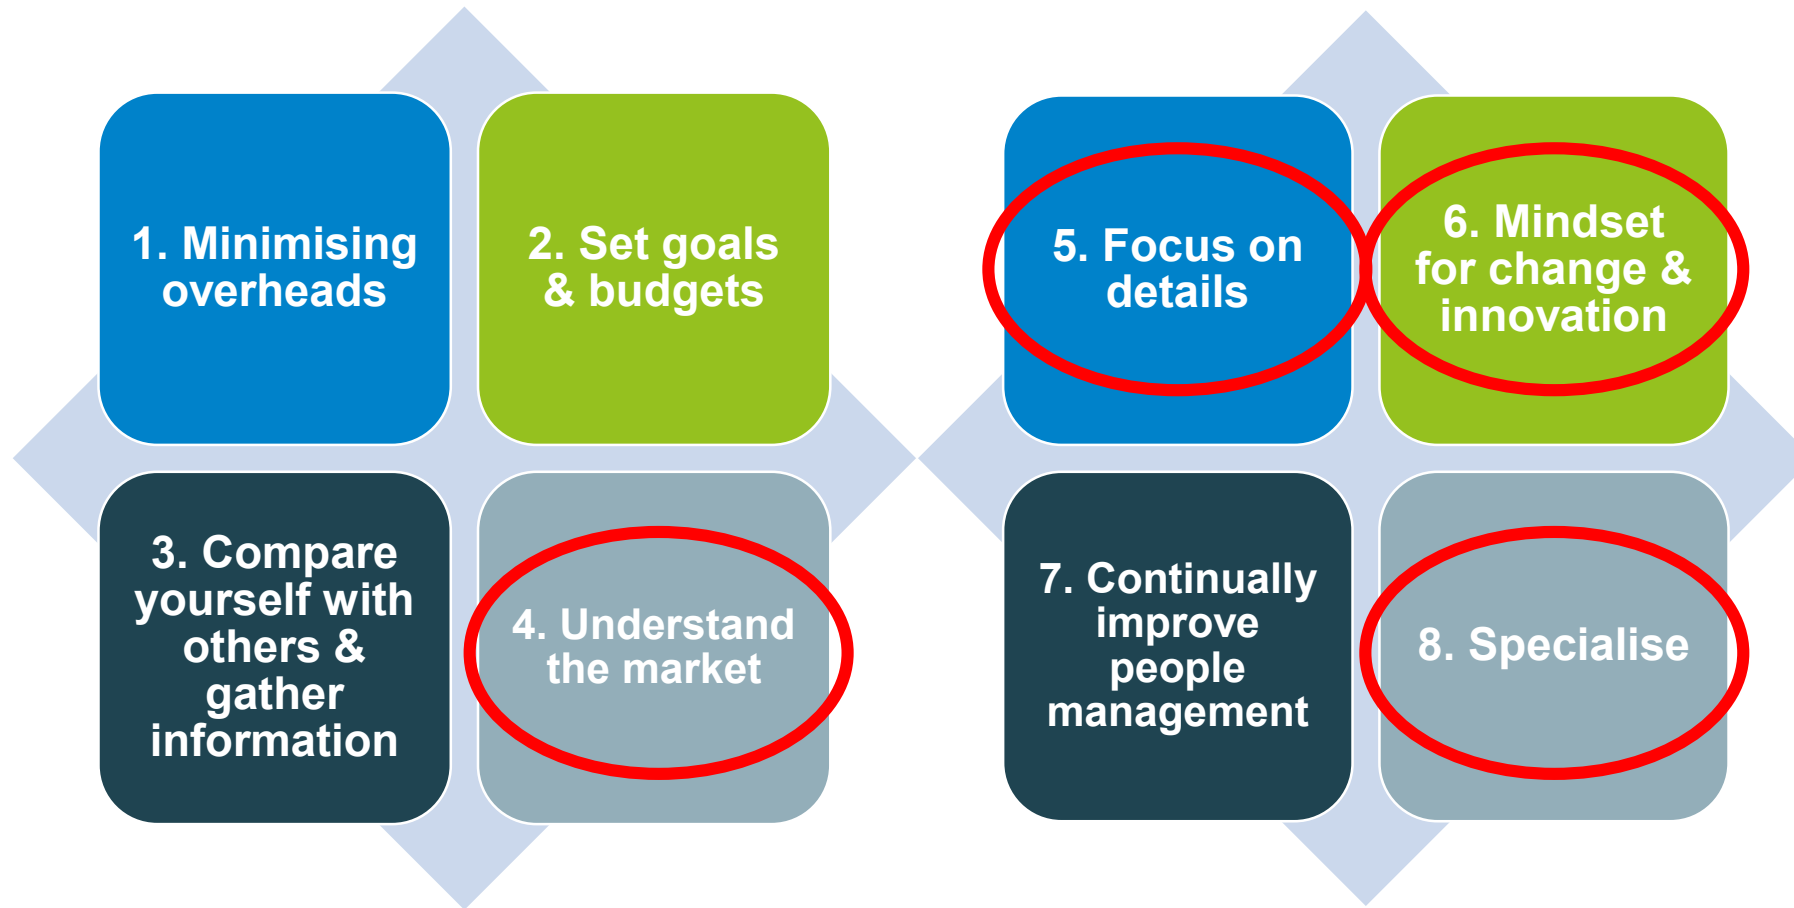 1. Minimising
overheads
2. Set goals
& budgets
3. Compare
yourself with
others &
gather
information
4. Understand
the market
5. Focus on
details
6. Mindset
for change &
innovation
7. Continually
improve
people
management
8. Specialise